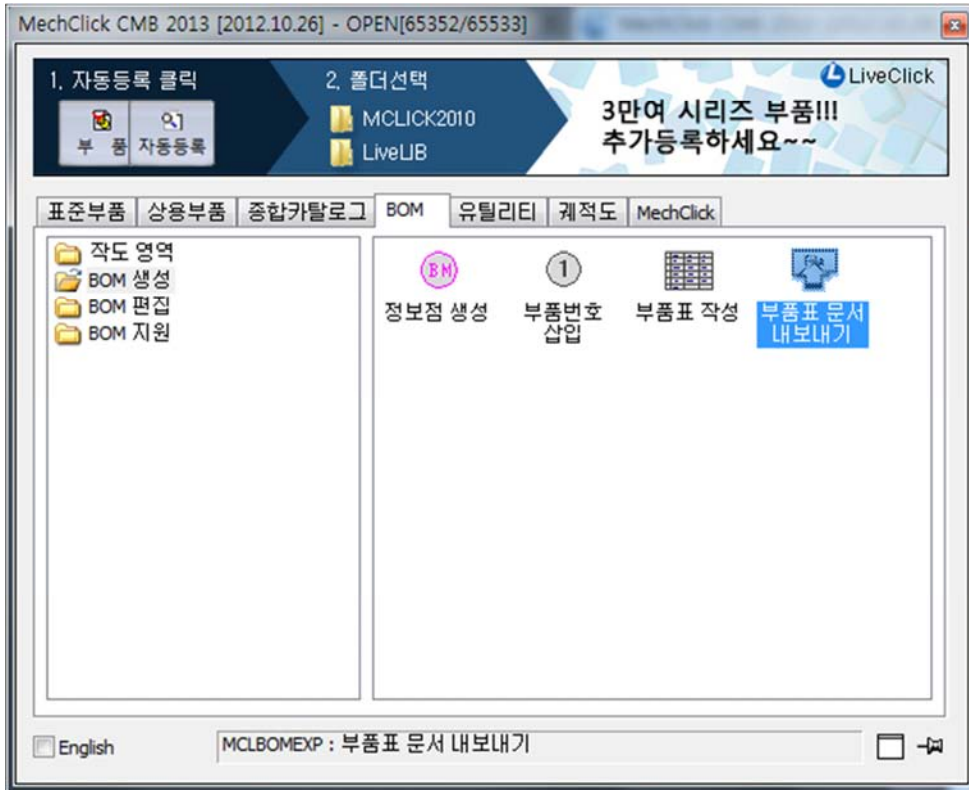 MechClick CMB 2013 [2012.10.26] - OPEN[65352/65533]
1. 자동등록 클릭
부 품 자동등록
2. 폴더선택
MCLICK2010
LiveLIB
LiveClick
3만여 시리즈 부품!!!
추가등록하세요~~
표준부품 상용부품 종합카탈로그 BOM 유틸리티 궤적도 MechClick
작도 영역
BOM 생성
BOM 편집
BOM 지원
BM
정보점 생성
1
부품번호
삽입
부품표 작성
File
부품표 문서
내보내기
English
MCLBOMEXP : 부품표 문서 내보내기